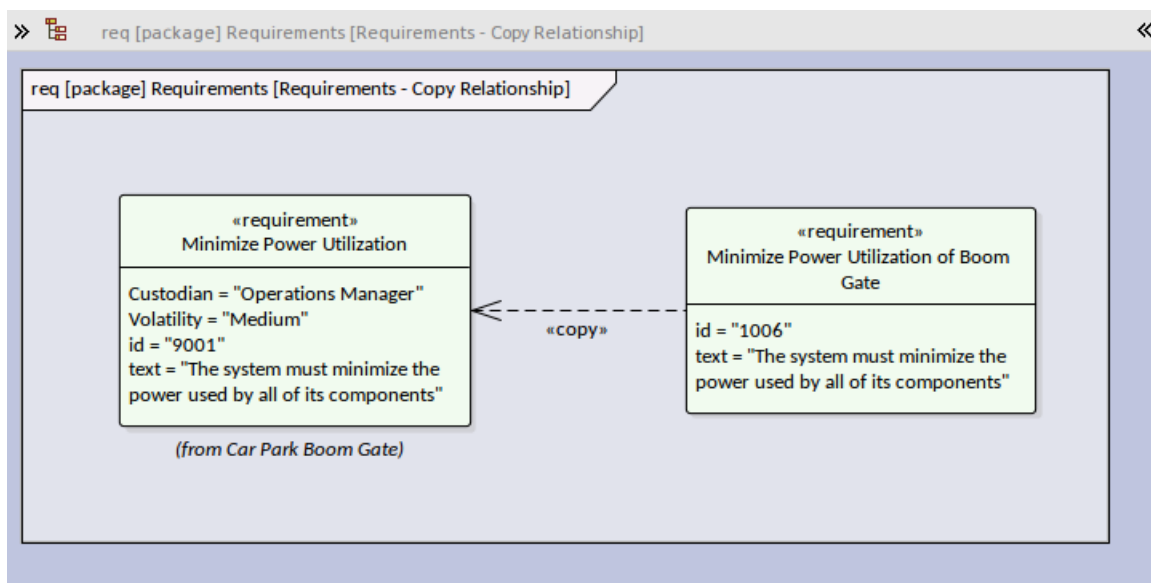 req [package] Requirements [Requirements - Copy Relationship]
req [package] Requirements [Requirements - Copy Relationship]
«requirement»
Minimize Power Utilization
Custodian = "Operations Manager"
Volatility = "Medium"
id = "9001"
text = "The system must minimize the
power used by all of its components"
(from Car Park Boom Gate)
«copy»
«requirement»
Minimize Power Utilization of Boom
Gate
id = "1006"
text = "The system must minimize the
power used by all of its components"